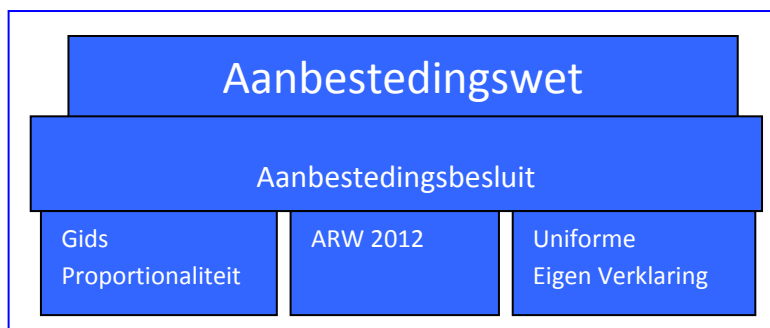 Aanbestedingswet
Aanbestedingsbesluit
Gids
Proportionaliteit
ARW 2012
Uniforme
Eigen Verklaring